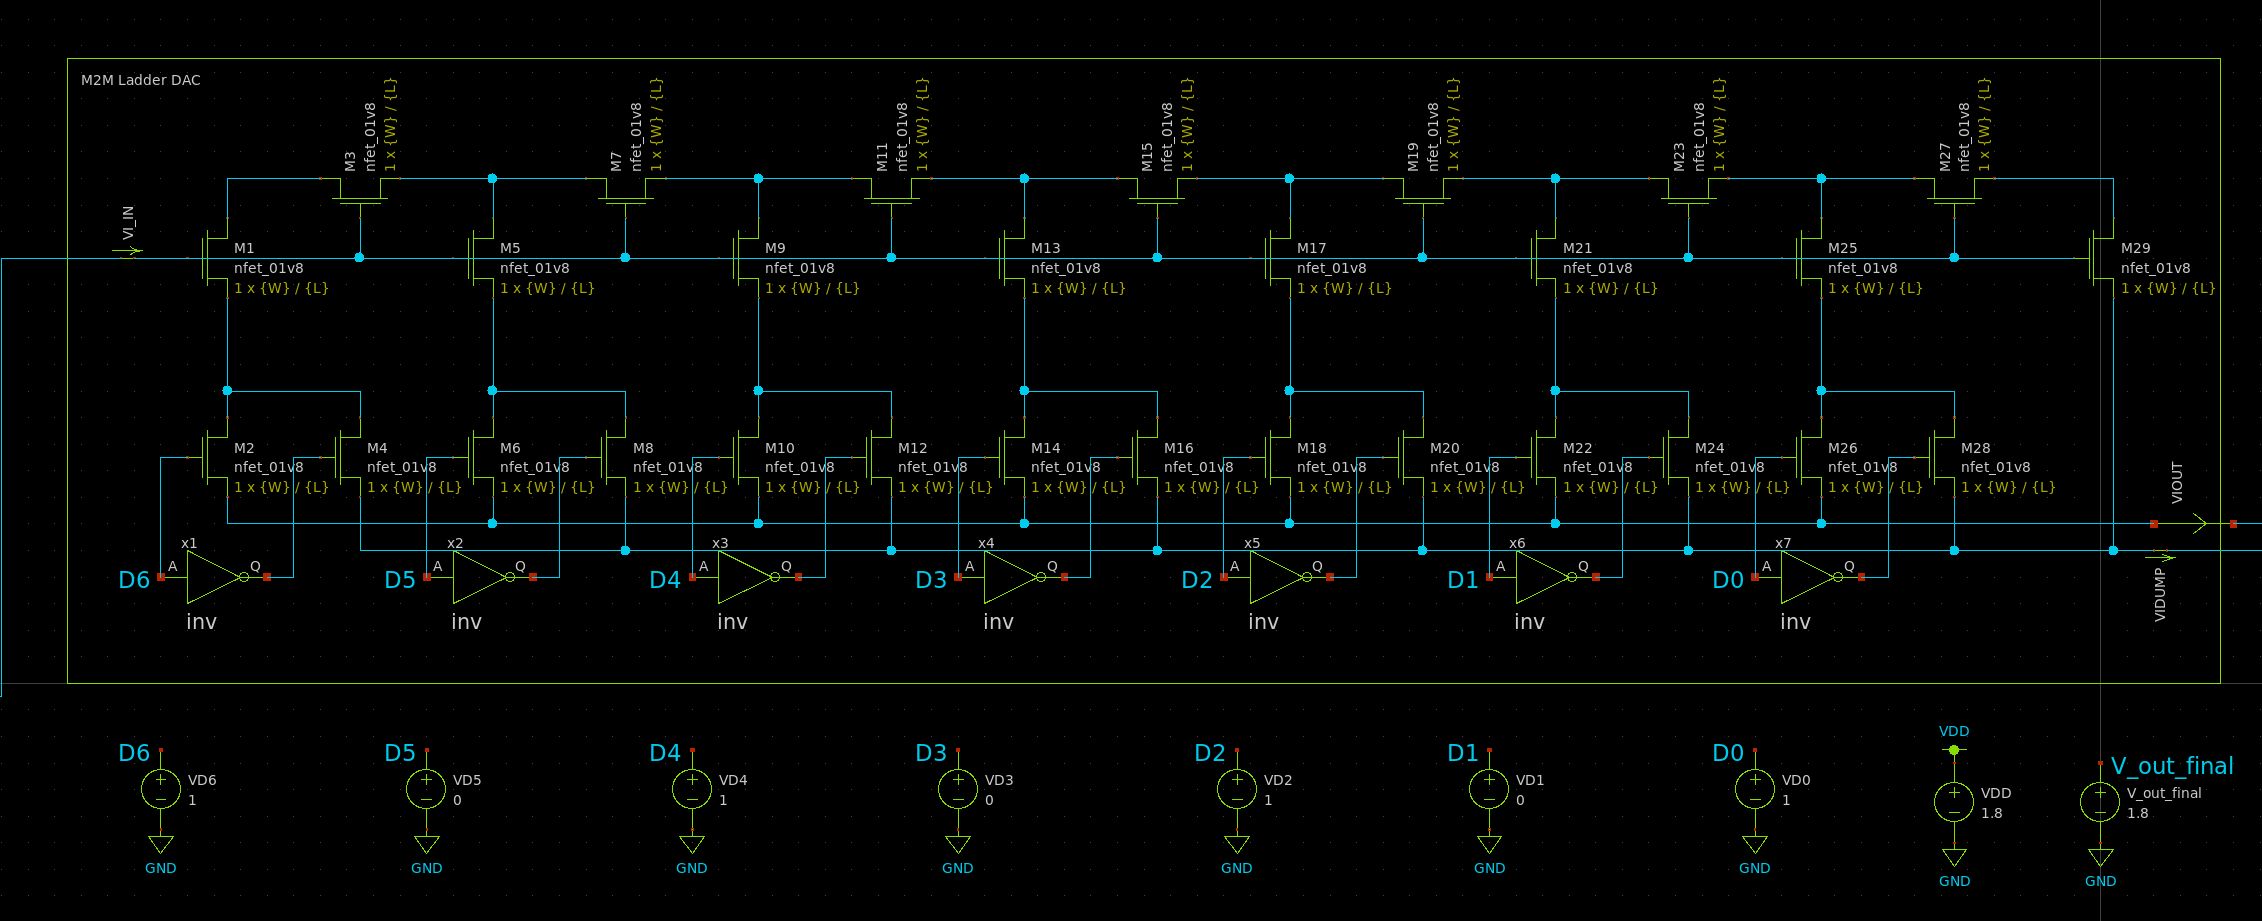 M2M Ladder DAC
M3
nfet_01v8
1 x {W} / {L}
M7
nfet_01v8
1 x {W} / {L}
M11
nfet_01v8
1 x {W} / {L}
M15
nfet_01v8
1 x {W} / {L}
M19
nfet_01v8
1 x {W} / {L}
M23
nfet_01v8
1 x {W} / {L}
M27
nfet_01v8
1 x {W} / {L}
VI_IN
M1
nfet_01v8
1 x {W} / {L}
M5
nfet_01v8
1 x {W} / {L}
M9
nfet_01v8
1 x {W} / {L}
M13
nfet_01v8
1 x {W} / {L}
M17
nfet_01v8
1 x {W} / {L}
M21
nfet_01v8
1 x {W} / {L}
M25
nfet_01v8
1 x {W} / {L}
M29
nfet_01v8
1 x {W} / {L}
M2
nfet_01v8
1 x {W} / {L}
M4
nfet_01v8
1 x {W} / {L}
M6
nfet_01v8
1 x {W} / {L}
M8
nfet_01v8
1 x {W} / {L}
M10
nfet_01v8
1 x {W} / {L}
M12
nfet_01v8
1 x {W} / {L}
M14
nfet_01v8
1 x {W} / {L}
M16
nfet_01v8
1 x {W} / {L}
M18
nfet_01v8
1 x {W} / {L}
M20
nfet_01v8
1 x {W} / {L}
M22
nfet_01v8
1 x {W} / {L}
M24
nfet_01v8
1 x {W} / {L}
M26
nfet_01v8
1 x {W} / {L}
M28
nfet_01v8
1 x {W} / {L}
VIOUT
VIDUMP
x1
D6 A Q
inv
x2
D5 A Q
inv
x3
D4 A Q
inv
x4
D3 A Q
inv
x5
D2 A Q
inv
x6
D1 A Q
inv
x7
D0 A Q
inv
D6
VD6
1
GND
D5
VD5
0
GND
D4
VD4
1
GND
D3
VD3
0
GND
D2
VD2
1
GND
D1
VD1
0
GND
D0
VD0
1
GND
VDD
VDD
1.8
GND
V_out_final
V_out_final
1.8
GND